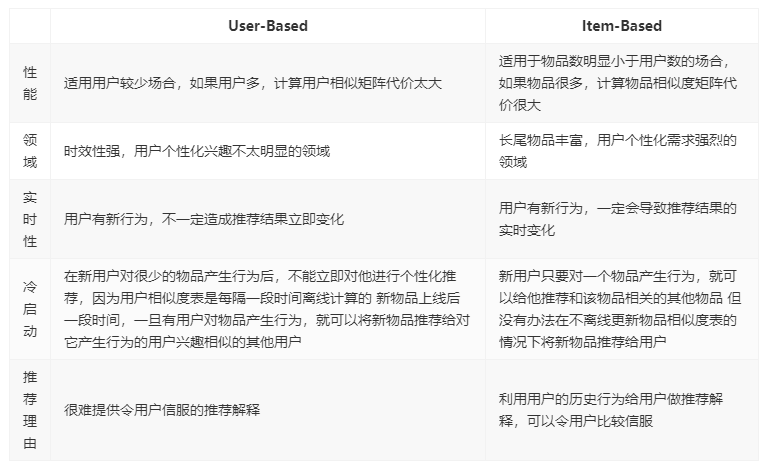 User-Based
Item-Based
性
能
适用用户较少场合，如果用户多，计算用户相似矩阵代价太大
适用于物品数明显小于用户数的场合，
如果物品很多，计算物品相似度矩阵代
价很大
领
域
时效性强，用户个性化兴趣不太明显的领域
长尾物品丰富，用户个性化需求强烈的
领域
实
时
性
用户有新行为，不一定造成推荐结果立即变化
用户有新行为，一定会导致推荐结果的
实时变化
冷
启
动
在新用户对很少的物品产生行为后，不能立即对他进行个性化推
荐，因为用户相似度表是每隔一段时间离线计算的 新物品上线后
一段时间，一旦有用户对物品产生行为，就可以将新物品推荐给对
它产生行为的用户兴趣相似的其他用户
新用户只要对一个物品产生行为，就可
以给他推荐和该物品相关的其他物品 但
没有办法在不离线更新物品相似度表的
情况下将新物品推荐给用户
推
荐
理
由
很难提供令用户信服的推荐解释
利用用户的历史行为给用户做推荐解
释，可以令用户比较信服